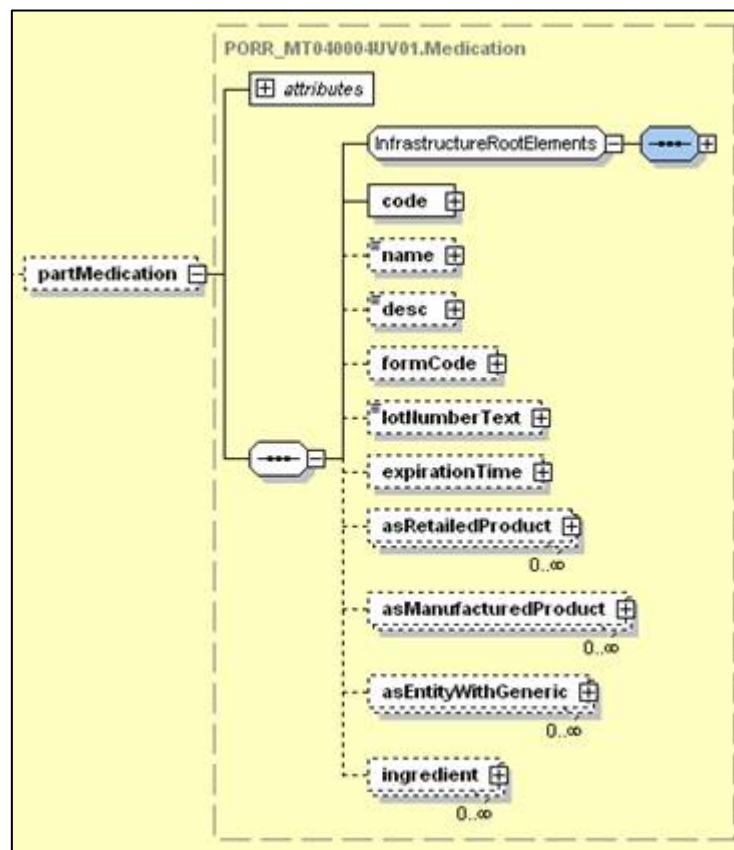 PORR_MT040004UV01.Medication
attributes
InfrastructureRootElements
code
name
partMedication
desc
formCode
lotNumberText
expirationTime
asRetailedProduct
0..∞
asManufacturedProduct
0..∞
asEntityWithGeneric
0..∞
ingredient
0..∞